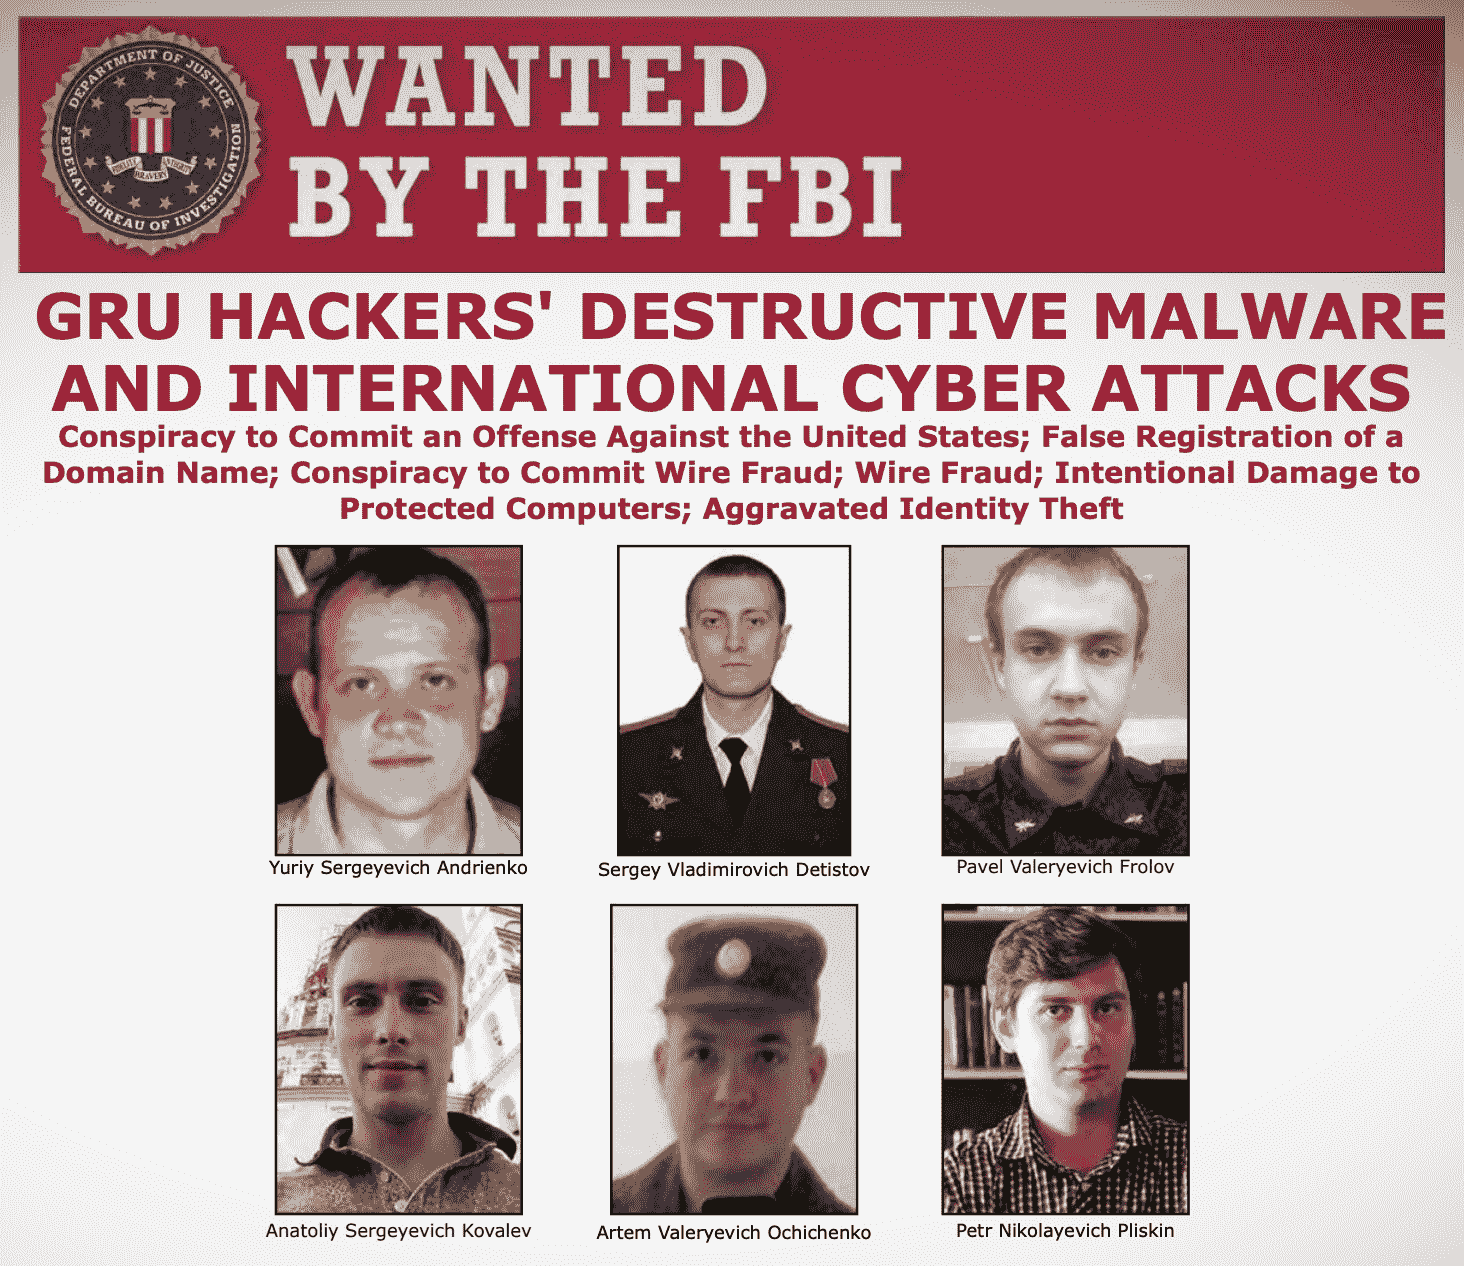 DEPARTMENT OF JUSTICE
FEDERAL BUREAU OF INVESTIGATION
FIDELITY BRAVERY INTEGRITY
WANTED
BY THE FBI
GRU HACKERS' DESTRUCTIVE MALWARE
AND INTERNATIONAL CYBER ATTACKS
Conspiracy to Commit an Offense Against the United States; False Registration of a
Domain Name; Conspiracy to Commit Wire Fraud; Wire Fraud; Intentional Damage to
Protected Computers; Aggravated Identity Theft
Yuriy Sergeyevich Andrienko
Sergey Vladimirovich Detistov
Pavel Valeryevich Frolov
Anatoliy Sergeyevich Kovalev
Artem Valeryevich Ochichenko
Petr Nikolayevich Pliskin